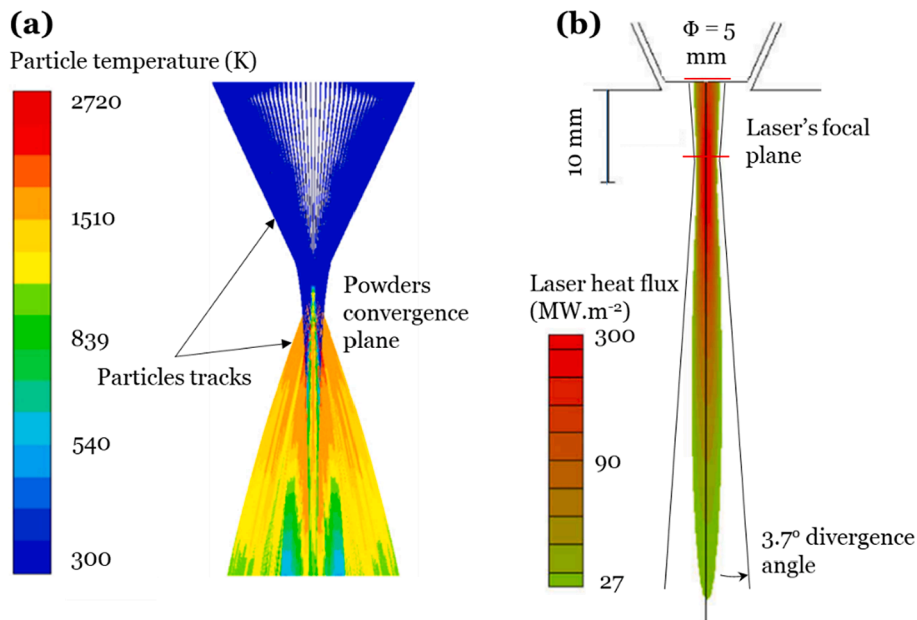 (a)
Particle temperature (K)
2720
1510
839
540
300
Powders
convergence
plane
Particles tracks
(b)
Φ = 5
mm
10 mm
Laser's focal
plane
Laser heat flux
(MW.m⁻²)
300
90
27
3.7° divergence
angle